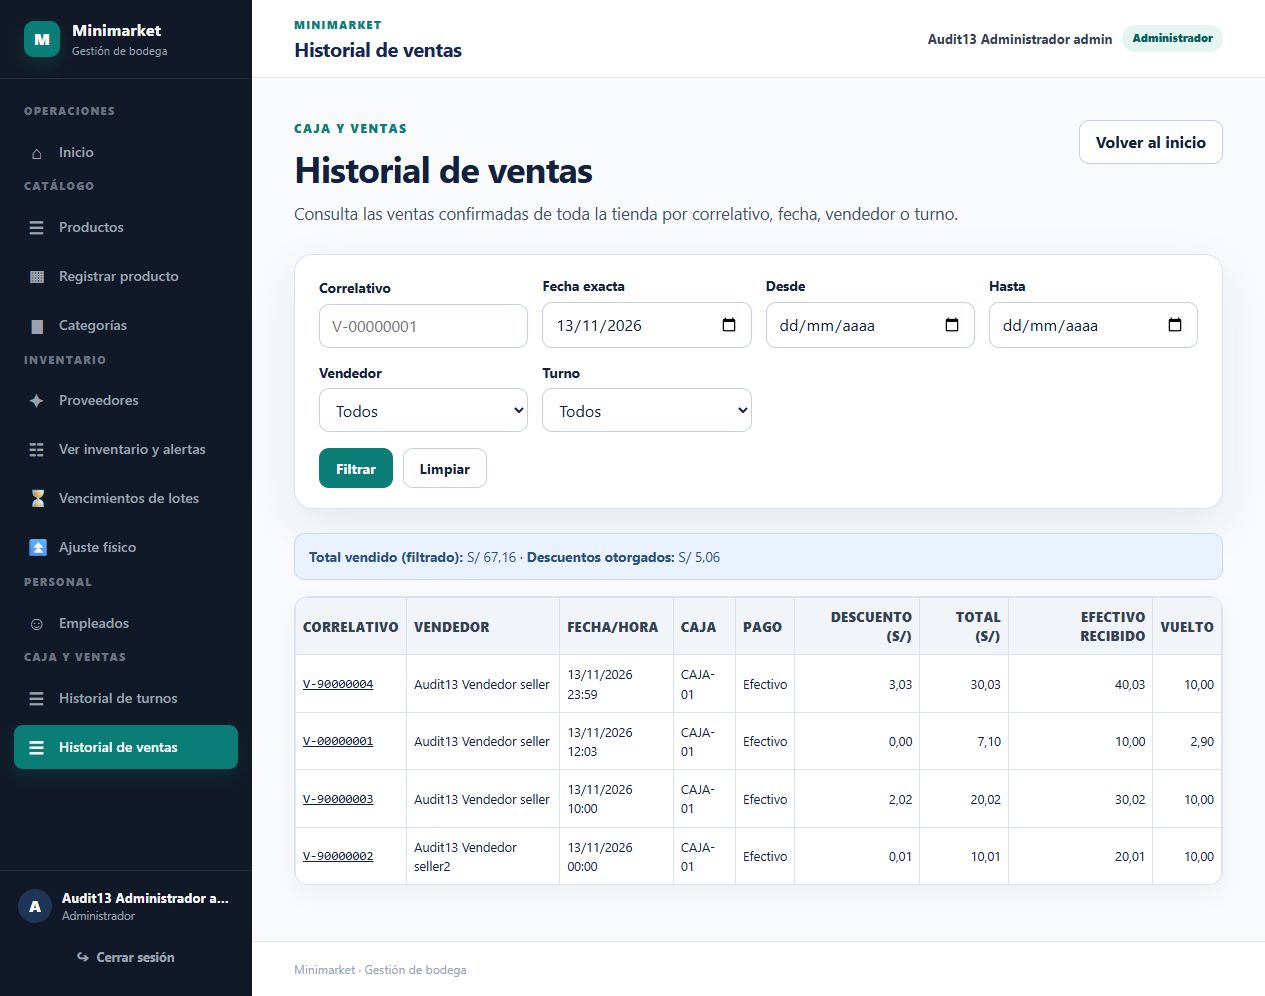 M
Minimarket
Gestión de bodega
OPERACIONES
Inicio
CATÁLOGO
Productos
Registrar producto
Categorías
INVENTARIO
Proveedores
Ver inventario y alertas
Vencimientos de lotes
Ajuste físico
PERSONAL
Empleados
CAJA Y VENTAS
Historial de turnos
Historial de ventas
A
Audit13 Administrador a...
Administrador
Cerrar sesión
MINIMARKET
Historial de ventas
Audit13 Administrador admin
Administrador
CAJA Y VENTAS
Historial de ventas
Volver al inicio
Consulta las ventas confirmadas de toda la tienda por correlativo, fecha, vendedor o turno.
Correlativo Fecha exacta Desde Hasta
V-00000001 13/11/2026 dd/mm/aaaa dd/mm/aaaa
Vendedor Turno
Todos Todos
Filtrar Limpiar
Total vendido (filtrado): S/ 67,16 · Descuentos otorgados: S/ 5,06
CORRELATIVO VENDEDOR FECHA/HORA CAJA PAGO DESCUENTO (S/) TOTAL (S/) EFECTIVO RECIBIDO VUELTO
V-90000004 Audit13 Vendedor seller 13/11/2026 23:59 CAJA-01 Efectivo 3,03 30,03 40,03 10,00
V-00000001 Audit13 Vendedor seller 13/11/2026 12:03 CAJA-01 Efectivo 0,00 7,10 10,00 2,90
V-90000003 Audit13 Vendedor seller 13/11/2026 10:00 CAJA-01 Efectivo 2,02 20,02 30,02 10,00
V-90000002 Audit13 Vendedor seller2 13/11/2026 00:00 CAJA-01 Efectivo 0,01 10,01 20,01 10,00
Minimarket · Gestión de bodega